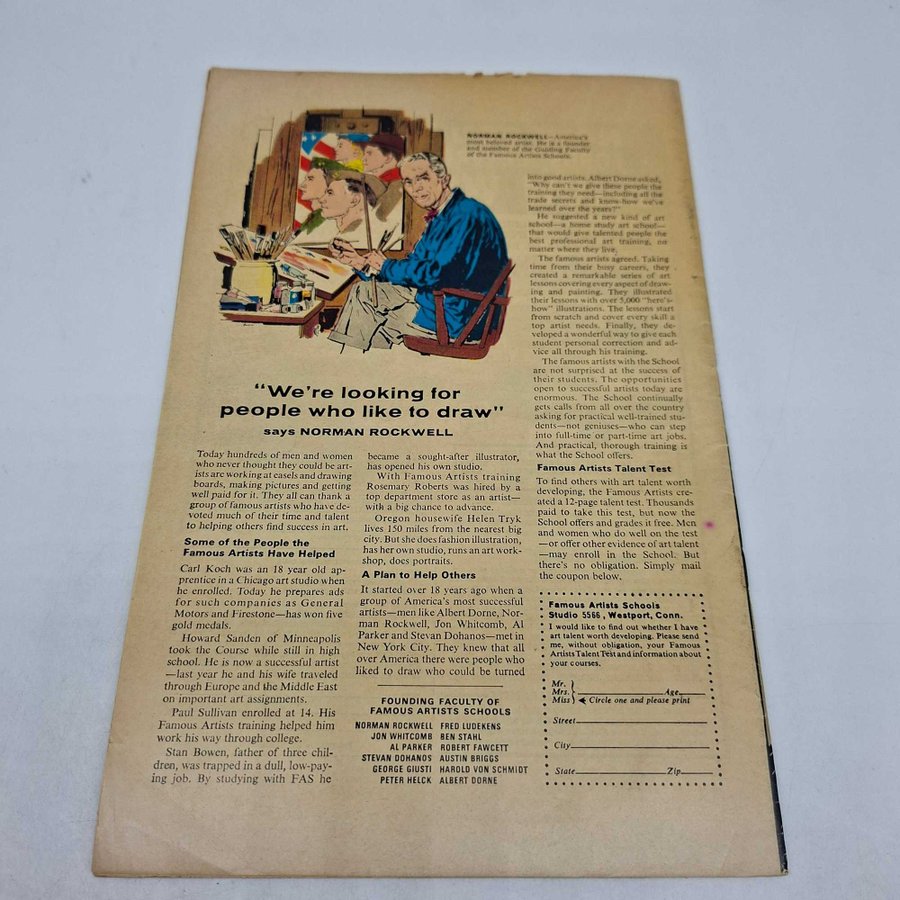 NORMAN ROCKWELL—America's
most beloved artist. He is a founder
and member of the Guiding Faculty
of the Famous Artists Schools.
"We're looking for
people who like to draw"
says NORMAN ROCKWELL
Today hundreds of men and women
who never thought they could be art-
ists are working at easels and drawing
boards, making pictures and getting
well paid for it. They all can thank a
group of famous artists who have de-
voted much of their time and talent
to helping others find success in art.
Some of the People the
Famous Artists Have Helped
Carl Koch was an 18 year old ap-
prentice in a Chicago art studio when
he enrolled. Today he prepares ads
for such companies as General
Motors and Firestone—has won five
gold medals.
Howard Sanden of Minneapolis
took the Course while still in high
school. He is now a successful artist
—last year he and his wife traveled
through Europe and the Middle East
on important art assignments.
Paul Sullivan enrolled at 14. His
Famous Artists training helped him
work his way through college.
Stan Bowen, father of three chil-
dren, was trapped in a dull, low-pay-
ing job. By studying with FAS he
became a sought-after illustrator,
has opened his own studio.
With Famous Artists training
Rosemary Roberts was hired by a
top department store as an artist—
with a big chance to advance.
Oregon housewife Helen Tryk
lives 150 miles from the nearest big
city. But she does fashion illustration,
has her own studio, runs an art work-
shop, does portraits.
A Plan to Help Others
It started over 18 years ago when a
group of America's most successful
artists—men like Albert Dorne, Nor-
man Rockwell, Jon Whitcomb, Al
Parker and Stevan Dohanos—met in
New York City. They knew that all
over America there were people who
liked to draw who could be turned
FOUNDING FACULTY OF
FAMOUS ARTISTS SCHOOLS
NORMAN ROCKWELL FRED LUDEKENS
JON WHITCOMB BEN STAHL
AL PARKER ROBERT FAWCETT
STEVAN DOHANOS AUSTIN BRIGGS
GEORGE GIUSTI HAROLD VON SCHMIDT
PETER HELCK ALBERT DORNE
into good artists. Albert Dorne asked,
"Why can't we give these people the
training they need—including all the
trade secrets and know-how we've
learned over the years?"
He suggested a new kind of art
school—a home study art school—
that would give talented people the
best professional art training, no
matter where they live.
The famous artists agreed. Taking
time from their busy careers, they
created a remarkable series of art
lessons covering every aspect of draw-
ing and painting. They illustrated
their lessons with over 5,000 "here's-
how" illustrations. The lessons start
from scratch and cover every skill a
top artist needs. Finally, they de-
veloped a wonderful way to give each
student personal correction and ad-
vice all through his training.
The famous artists with the School
are not surprised at the success of
their students. The opportunities
open to successful artists today are
enormous. The School continually
gets calls from all over the country
asking for practical well-trained stu-
dents—not geniuses—who can step
into full-time or part-time art jobs.
And practical, thorough training is
what the School offers.
Famous Artists Talent Test
To find others with art talent worth
developing, the Famous Artists cre-
ated a 12-page talent test. Thousands
paid to take this test, but now the
School offers and grades it free. Men
and women who do well on the test
—or offer other evidence of art talent
—may enroll in the School. But
there's no obligation. Simply mail
the coupon below.
Famous Artists Schools
Studio 5566, Westport, Conn.
I would like to find out whether I have
art talent worth developing. Please send
me, without obligation, your Famous
Artists Talent Test and information about
your courses.
Mr.
Mrs. Age
Miss Circle one and please print
Street
City
State Zip